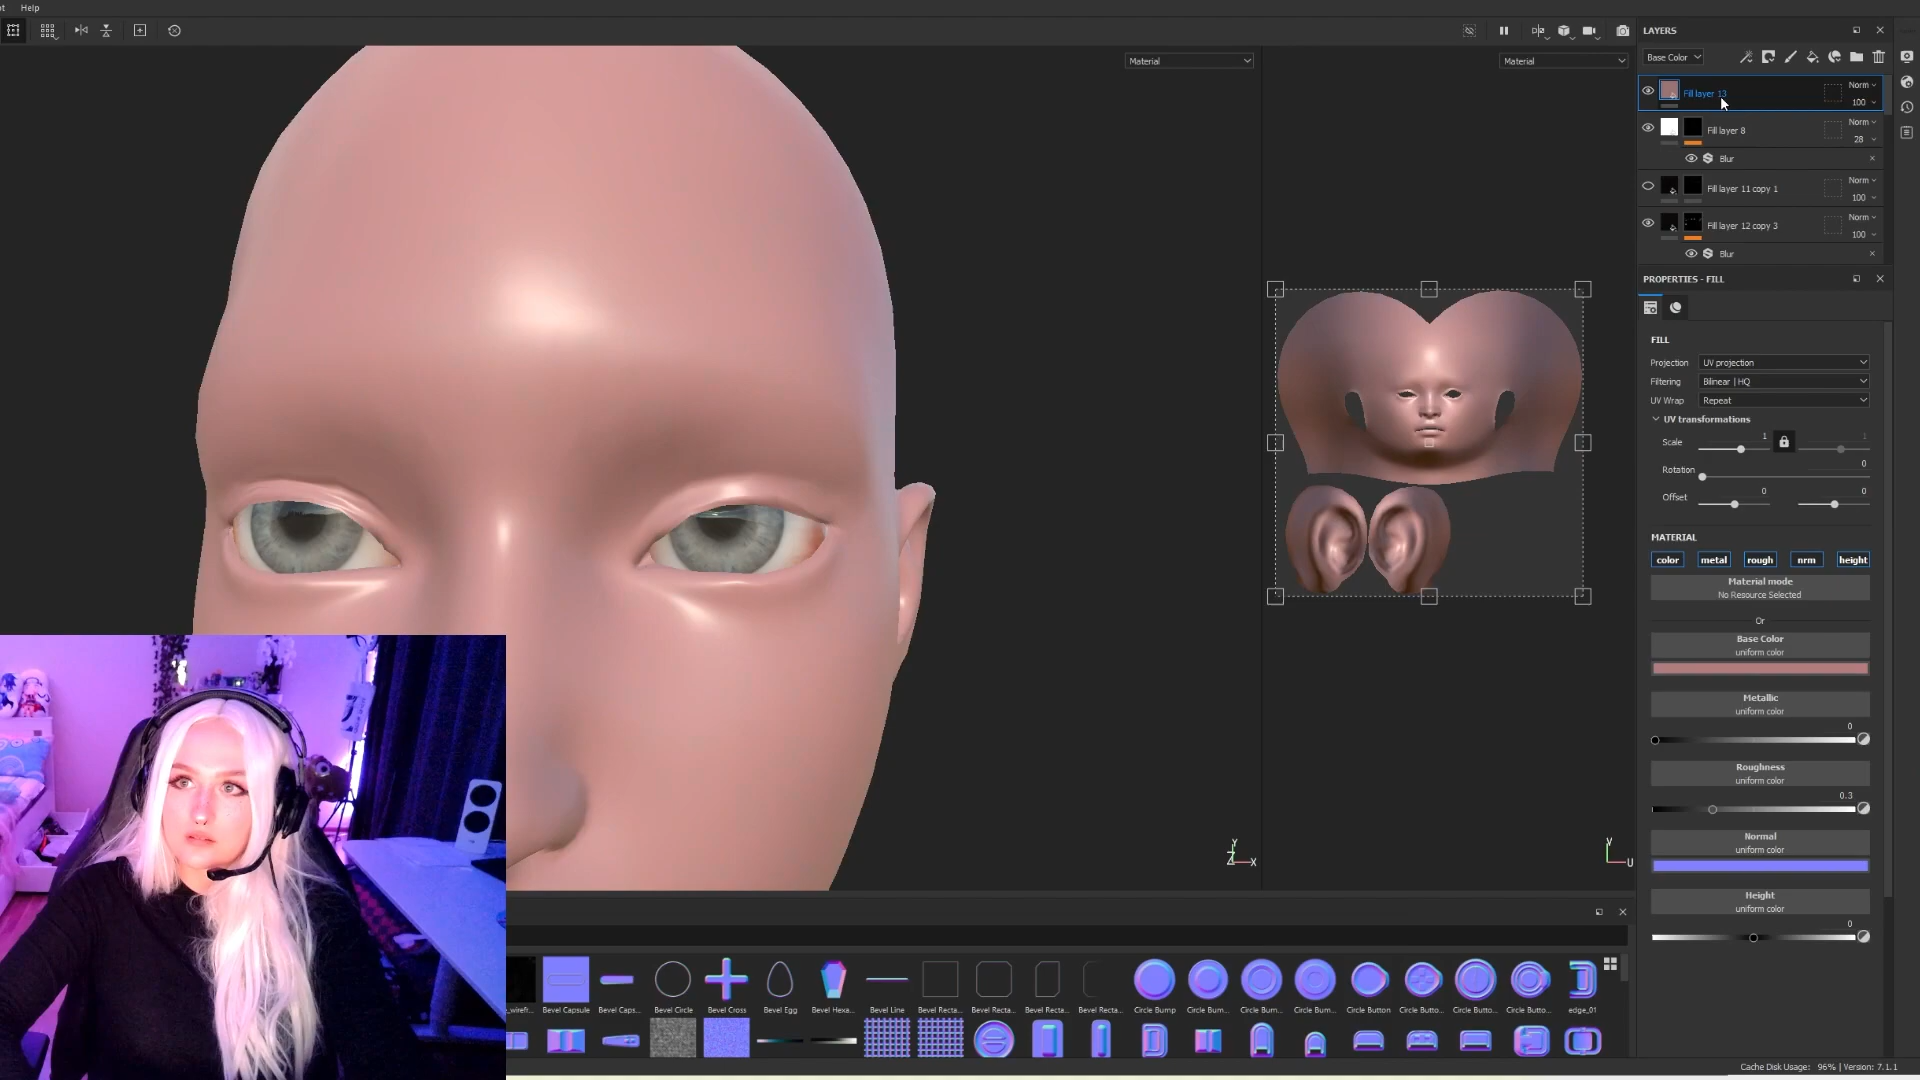 Help
Material
Material
LAYERS
Base Color
Fill layer 13
Norm
100
Fill layer 8
Norm
28
Blur
Fill layer 11 copy 1
Norm
100
Fill layer 12 copy 3
Norm
100
Blur
PROPERTIES - FILL
FILL
Projection UV projection
Filtering Bilinear | HQ
UV Wrap Repeat
UV transformations
Scale 1 1
Rotation 0
Offset 0 0
MATERIAL
color metal rough nrm height
Material mode
No Resource Selected
Or
Base Color
uniform color
Metallic
uniform color
0
Roughness
uniform color
0.3
Normal
uniform color
Height
uniform color
0
Y
Z X
V
U
Bevel Capsule Bevel Caps... Bevel Circle Bevel Cross Bevel Egg Bevel Hexa... Bevel Line Bevel Recta... Bevel Recta... Bevel Recta... Bevel Recta... Circle Bump Circle Bum... Circle Bum... Circle Bum... Circle Button Circle Butto... Circle Butto... Circle Butto... edge_01
Cache Disk Usage: 96% | Version: 7.1.1